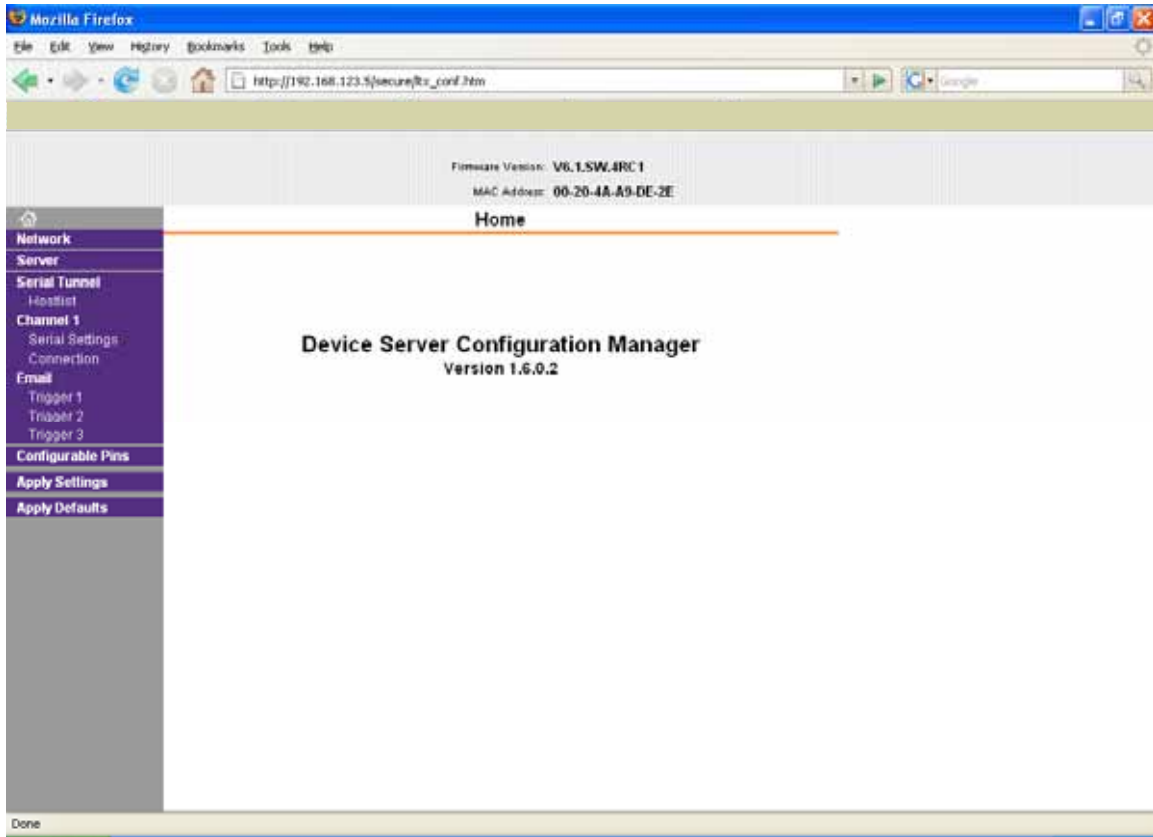 Mozilla Firefox
File Edit View History Bookmarks Tools Help
http://192.168.123.5/secure/ltx_conf.htm
Google
Firmware Version: V6.1.SW.4RC1
MAC Address: 00-20-4A-A9-DE-2E
Home
Network
Server
Serial Tunnel
Hostlist
Channel 1
Serial Settings
Connection
Email
Trigger 1
Trigger 2
Trigger 3
Configurable Pins
Apply Settings
Apply Defaults
Device Server Configuration Manager
Version 1.6.0.2
Done